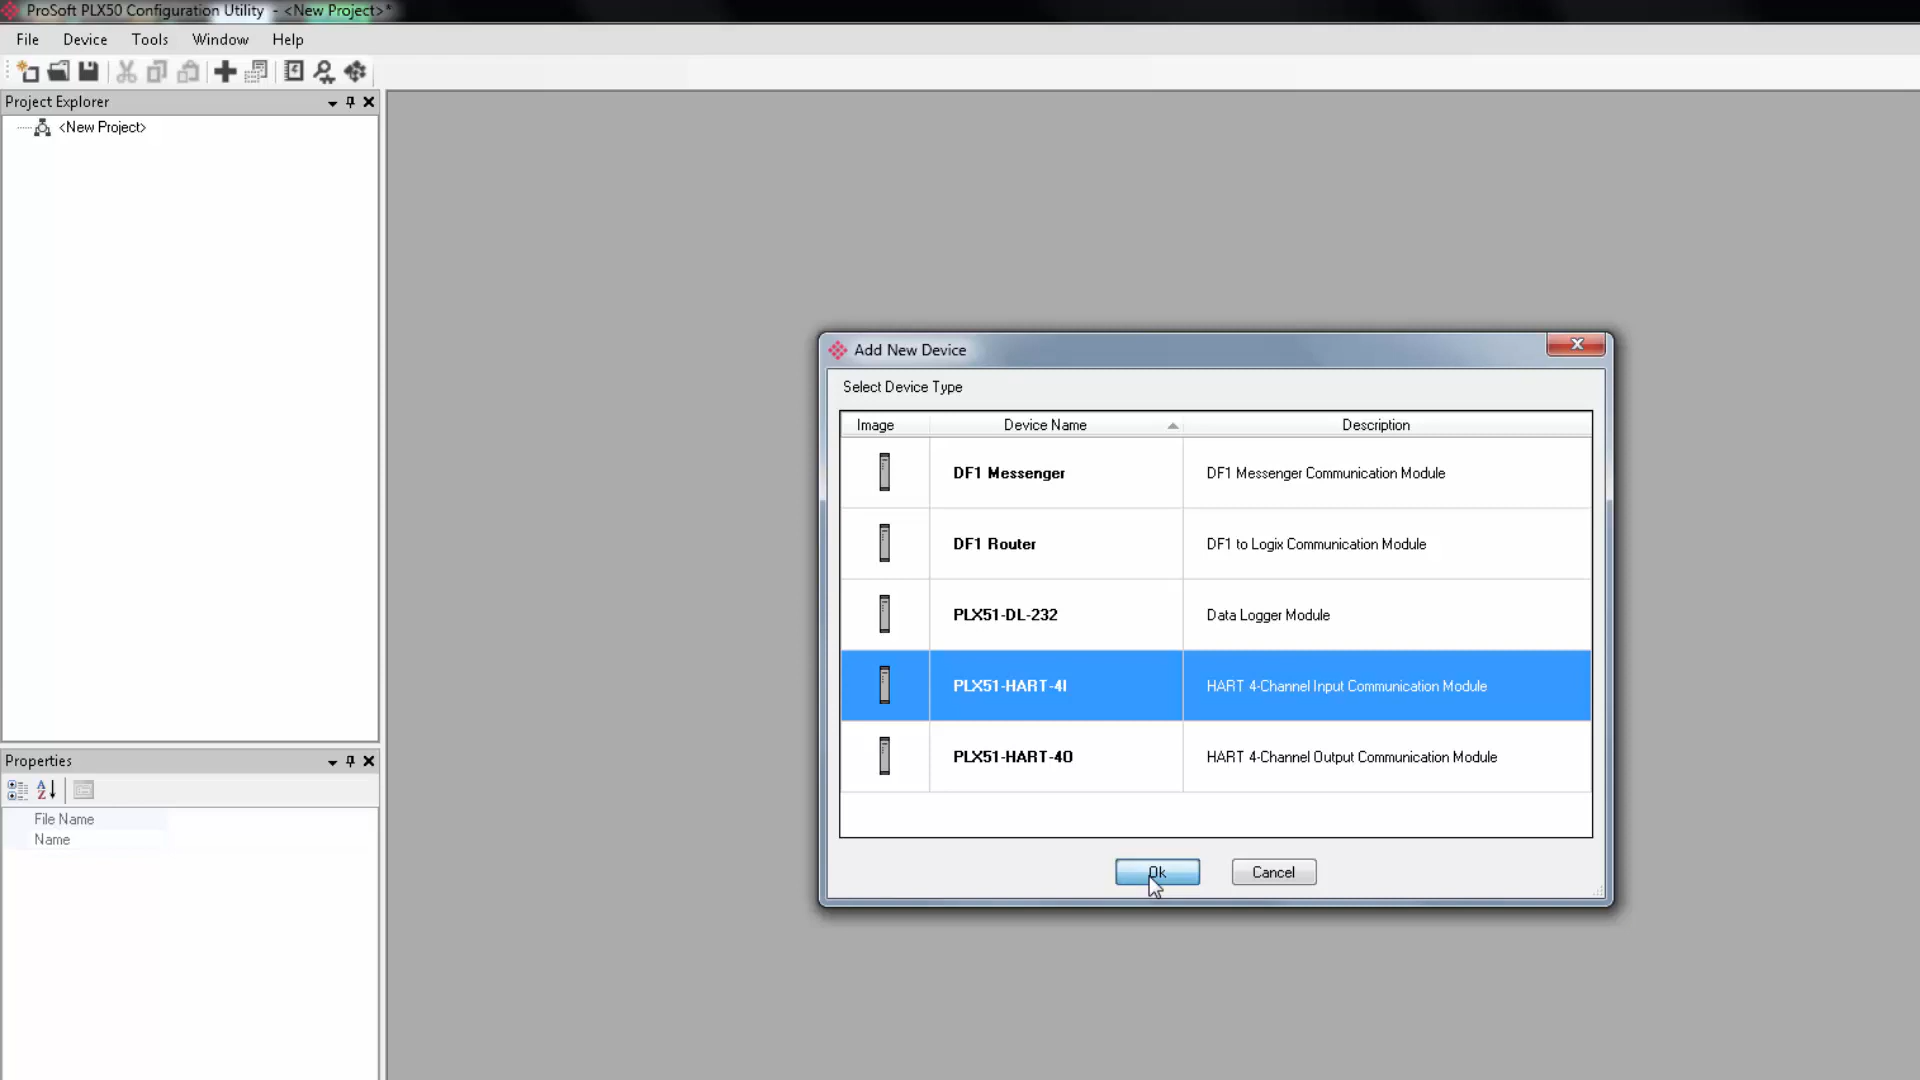 ProSoft PLX50 Configuration Utility - <New Project>*
File Device Tools Window Help
Project Explorer
<New Project>
Add New Device
Select Device Type
Image Device Name Description
DF1 Messenger DF1 Messenger Communication Module
DF1 Router DF1 to Logix Communication Module
PLX51-DL-232 Data Logger Module
PLX51-HART-4I HART 4-Channel Input Communication Module
PLX51-HART-4O HART 4-Channel Output Communication Module
Ok Cancel
Properties
File Name
Name